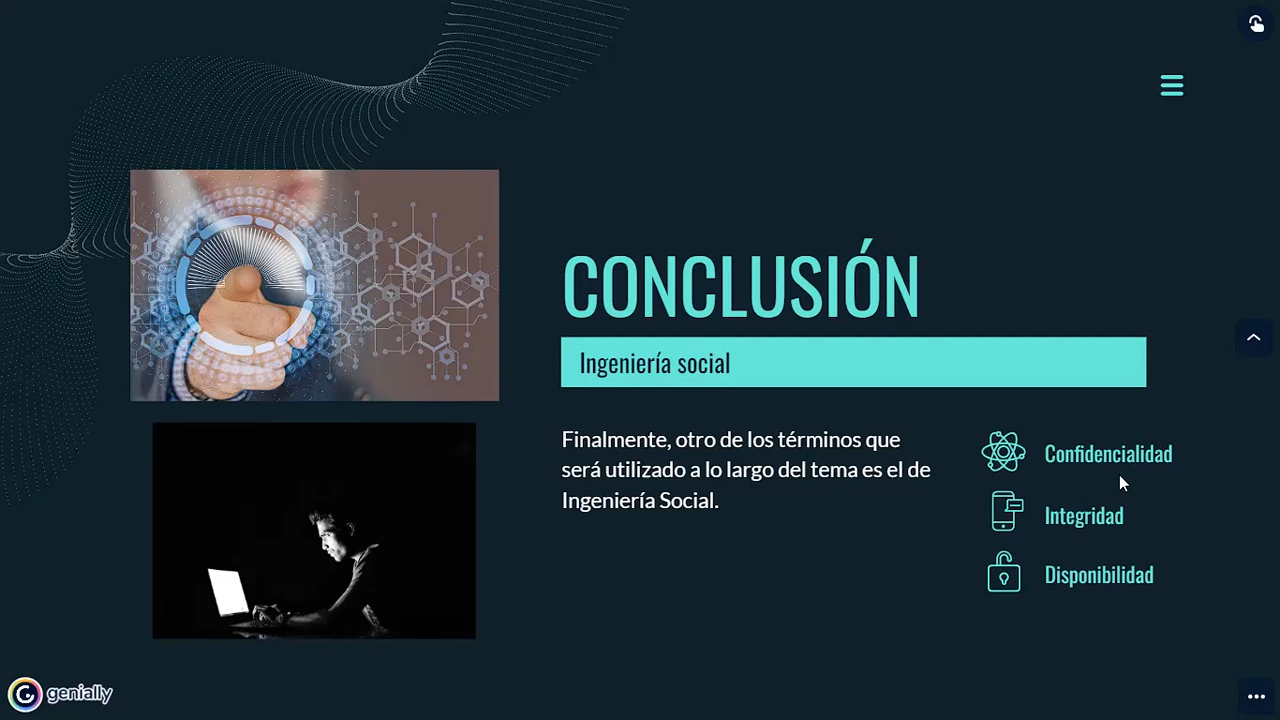 CONCLUSIÓN
Ingeniería social
Finalmente, otro de los términos que
será utilizado a lo largo del tema es el de
Ingeniería Social.
Confidencialidad
Integridad
Disponibilidad
genially